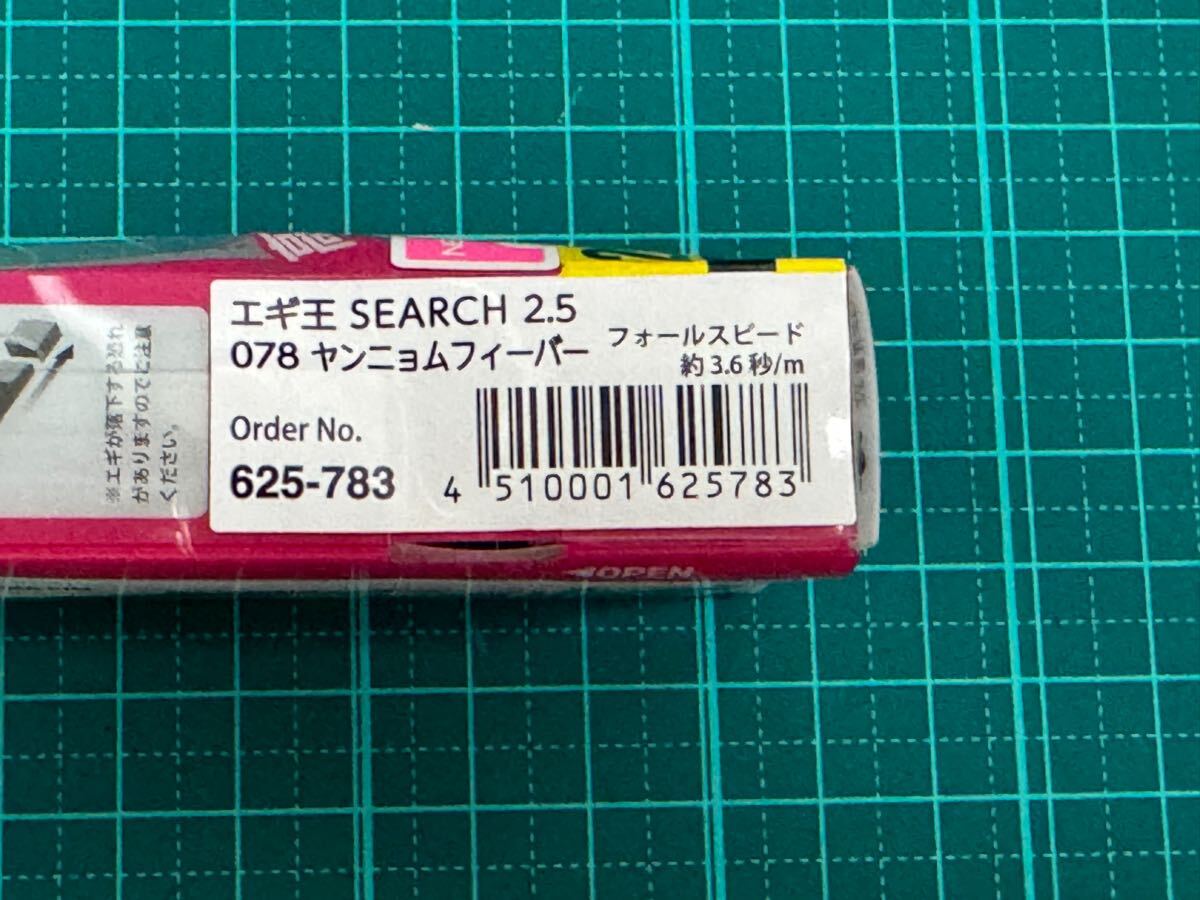 エギ王 SEARCH 2.5
078 ヤンニョムフィーバー
フォールスピード
約3.6秒/m
Order No.
625-783
4 510001 625783
※エギが落下する恐れ
がありますのでご注意
ください。
OPEN